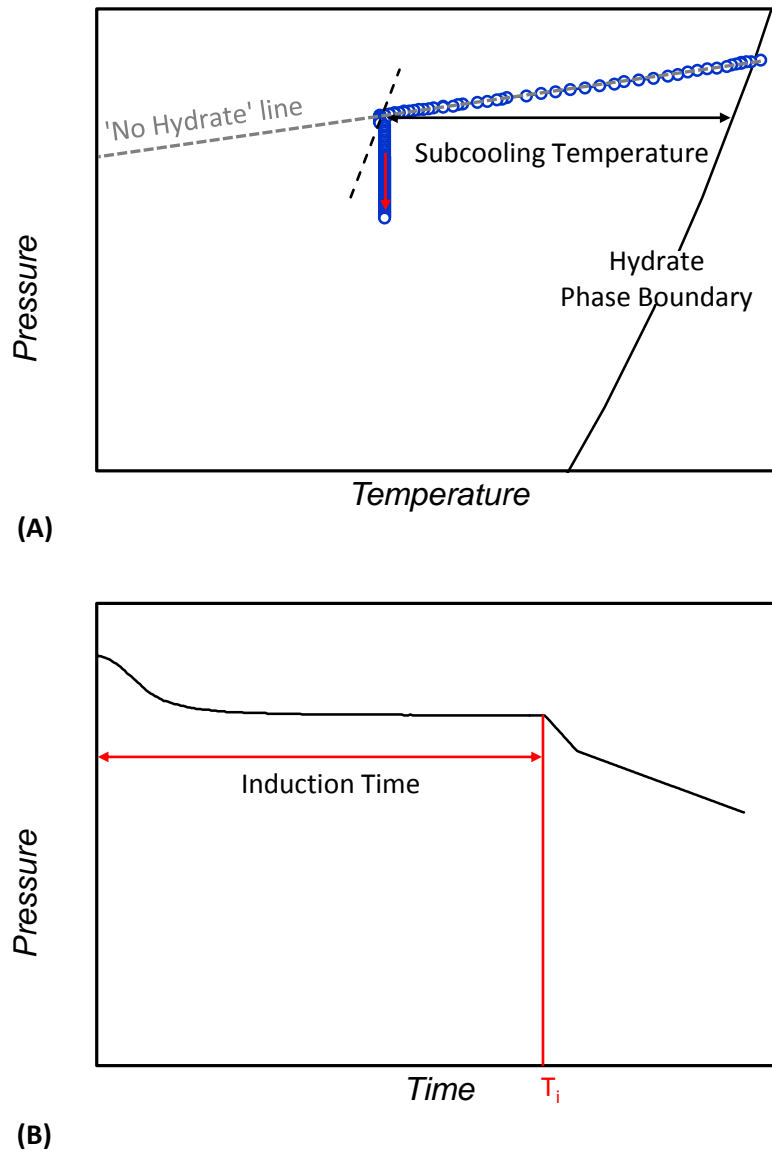 'No Hydrate' line
Subcooling Temperature
Hydrate
Phase Boundary
Pressure
Temperature
(A)
Induction Time
Pressure
Time
Ti
(B)